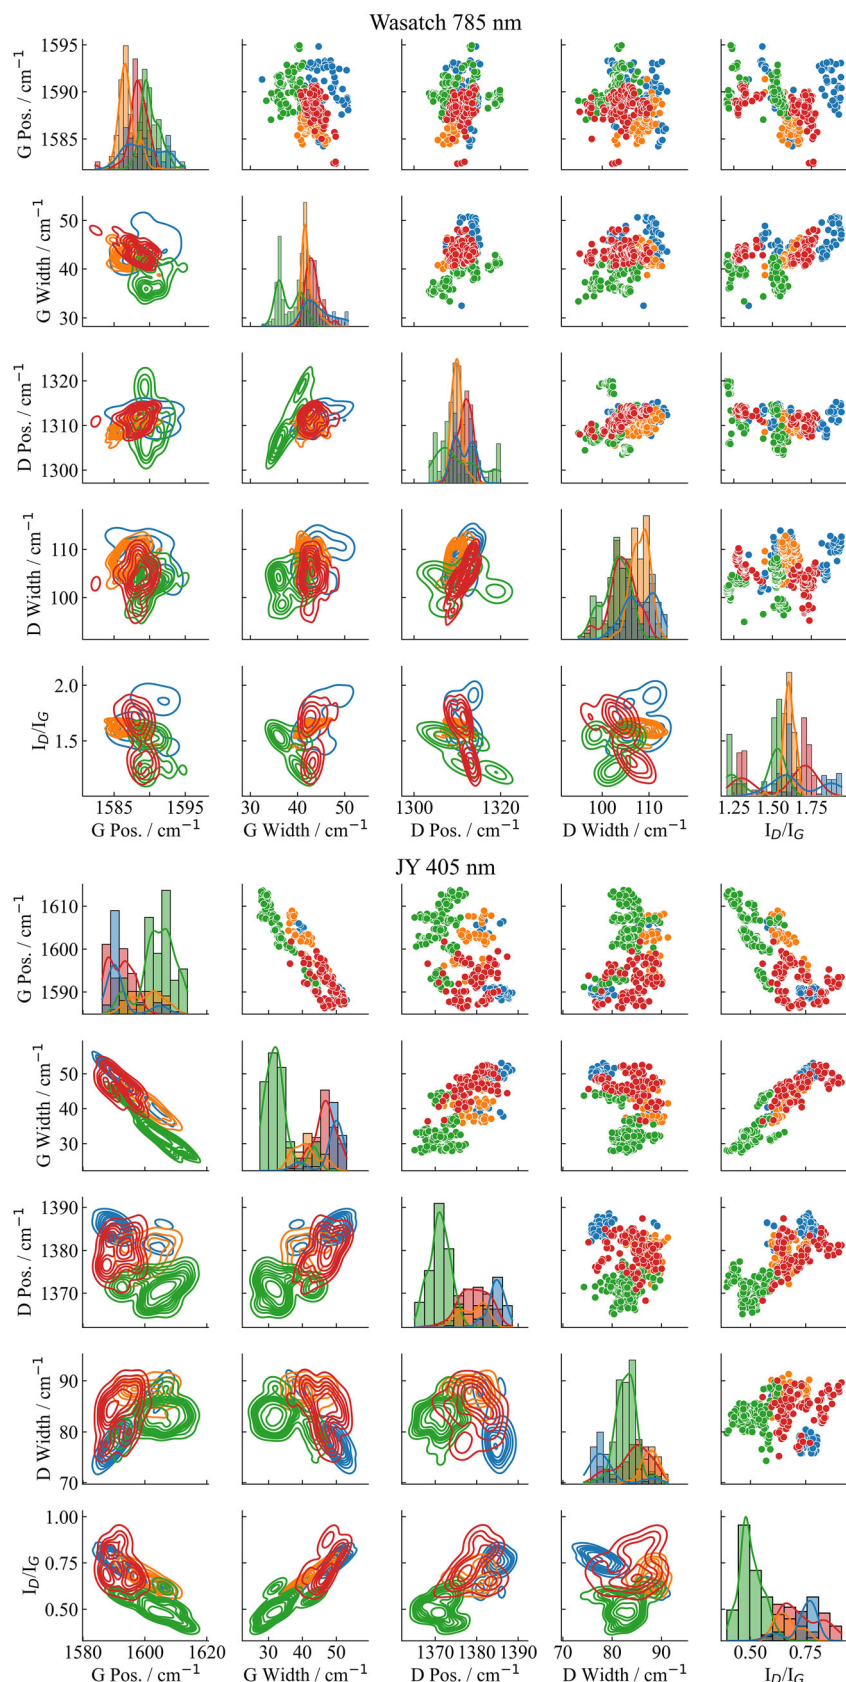 Wasatch 785 nm
1595
1590
1585
G Pos. / cm⁻¹
50
40
30
G Width / cm⁻¹
1320
1310
1300
D Pos. / cm⁻¹
110
100
D Width / cm⁻¹
2.0
1.5
I_D/I_G
1585 1595 30 40 50 1300 1310 1320 100 110 1.25 1.50 1.75
G Pos. / cm⁻¹ G Width / cm⁻¹ D Pos. / cm⁻¹ D Width / cm⁻¹ I_D/I_G
JY 405 nm
1610
1600
1590
G Pos. / cm⁻¹
50
40
30
G Width / cm⁻¹
1390
1380
1370
D Pos. / cm⁻¹
90
80
70
D Width / cm⁻¹
1.00
0.75
0.50
I_D/I_G
1580 1600 1620 30 40 50 1370 1380 1390 70 80 90 0.50 0.75
G Pos. / cm⁻¹ G Width / cm⁻¹ D Pos. / cm⁻¹ D Width / cm⁻¹ I_D/I_G